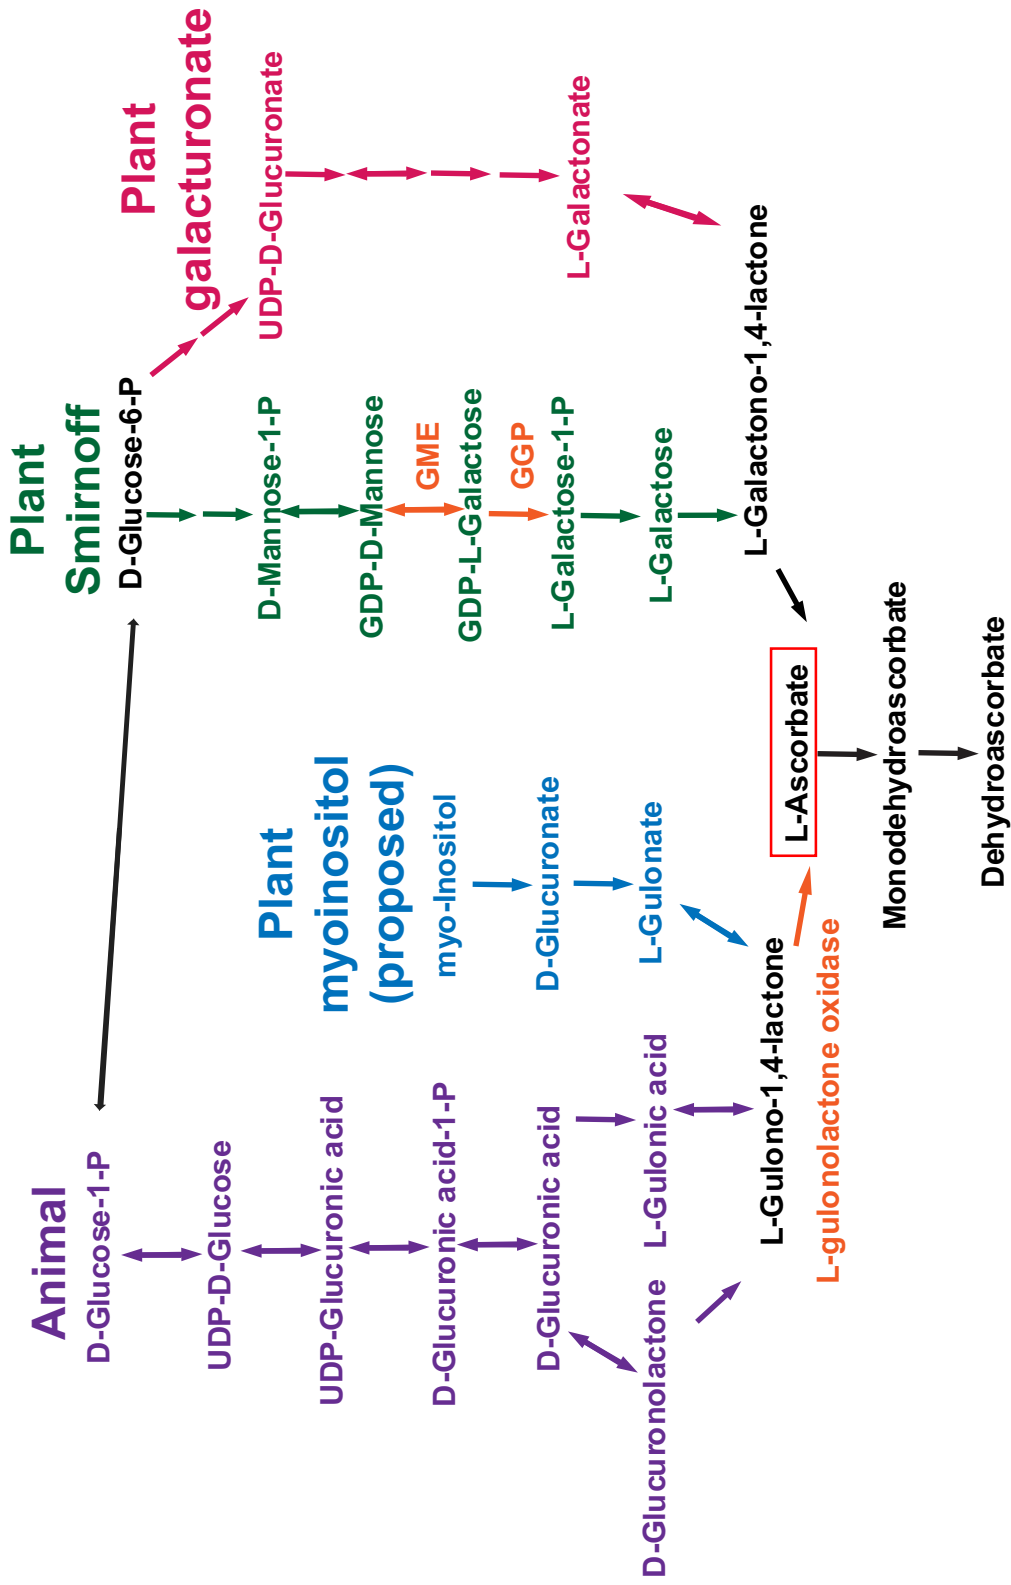 Animal
D-Glucose-1-P
UDP-D-Glucose
UDP-Glucuronic acid
D-Glucuronic acid-1-P
D-Glucuronic acid
D-Glucuronolactone
L-Gulonic acid
L-Gulono-1,4-lactone
L-gulonolactone oxidase
Plant
myoinositol
(proposed)
myo-Inositol
D-Glucuronate
L-Gulonate
Plant
Smirnoff
D-Glucose-6-P
D-Mannose-1-P
GDP-D-Mannose
GME
GDP-L-Galactose
GGP
L-Galactose-1-P
L-Galactose
Plant
galacturonate
UDP-D-Glucuronate
L-Galactonate
L-Galactono-1,4-lactone
L-Ascorbate
Monodehydroascorbate
Dehydroascorbate